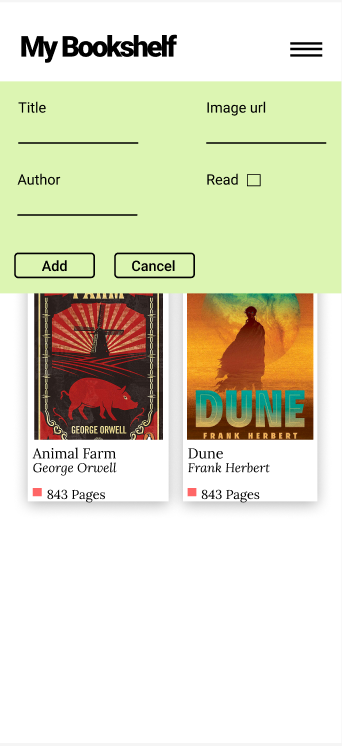 My Bookshelf
Title
Image url
Author
Read
Add
Cancel
FARM
GEORGE ORWELL
DUNE
FRANK HERBERT
Animal Farm
George Orwell
843 Pages
Dune
Frank Herbert
843 Pages